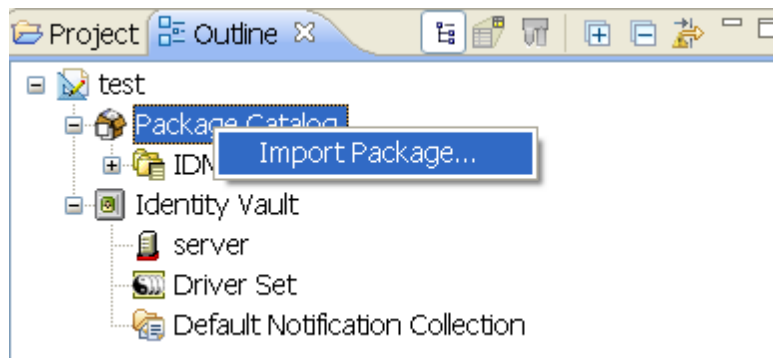 Project Outline
test
Package Catalog
Import Package...
IDM
Identity Vault
server
Driver Set
Default Notification Collection